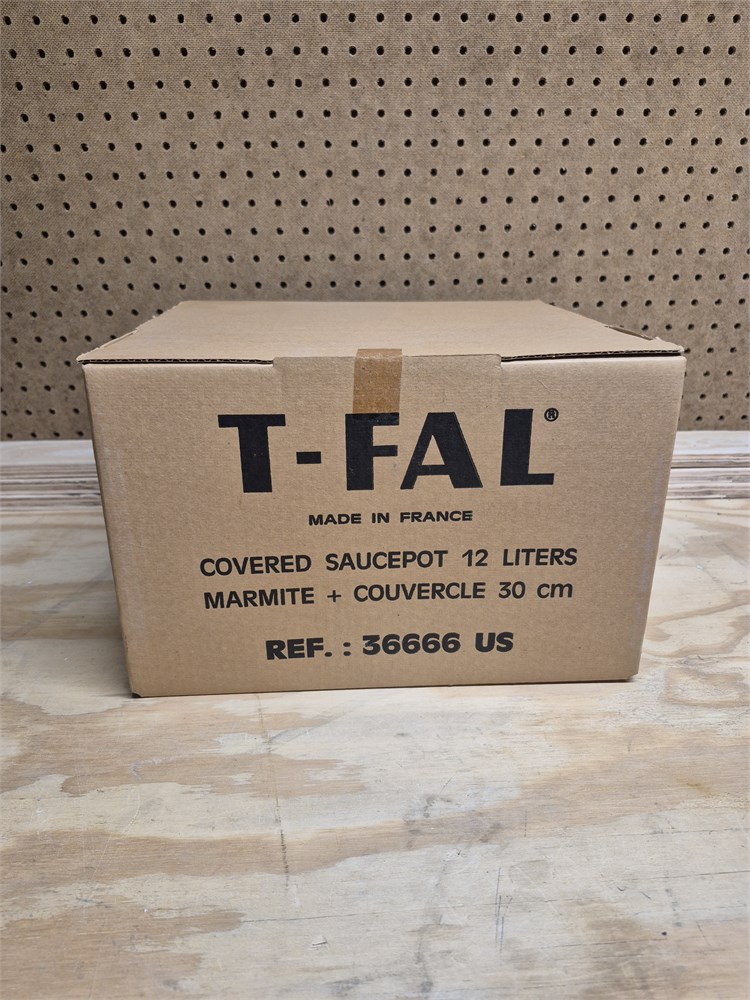 T-FAL®
MADE IN FRANCE
COVERED SAUCEPOT 12 LITERS
MARMITE + COUVERCLE 30 cm
REF. : 36666 US